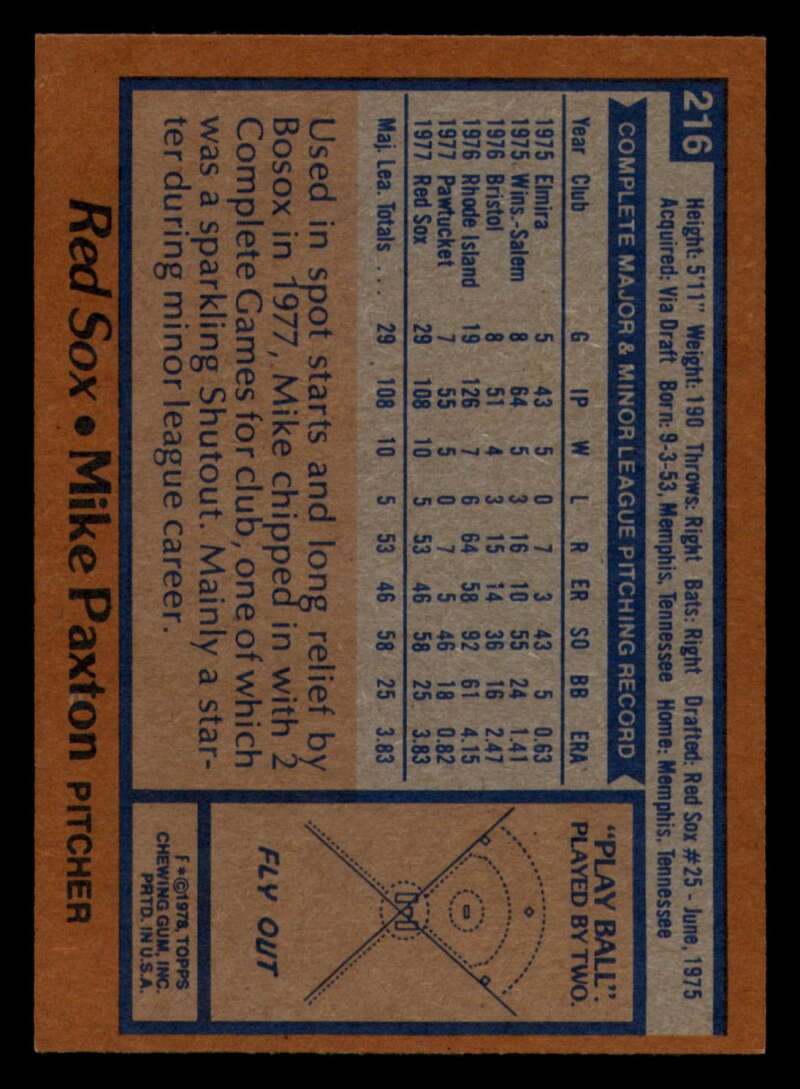 216
Height: 5'11" Weight: 190 Throws: Right Bats: Right Drafted: Red Sox #25 - June, 1975
Acquired: Via Draft Born: 9-3-53, Memphis, Tennessee Home: Memphis, Tennessee
COMPLETE MAJOR & MINOR LEAGUE PITCHING RECORD
Year Club G IP W L R ER SO BB ERA
1975 Elmira 5 43 5 0 7 3 43 5 0.63
1975 Wins.-Salem 8 64 5 3 16 10 55 24 1.41
1976 Bristol 8 51 4 3 15 14 36 16 2.47
1976 Rhode Island 19 126 7 6 64 58 92 61 4.15
1977 Pawtucket 7 55 5 0 7 5 46 18 0.82
1977 Red Sox 29 108 10 5 53 46 58 25 3.83
Maj. Lea. Totals . . . 29 108 10 5 53 46 58 25 3.83
Used in spot starts and long relief by
Bosox in 1977, Mike chipped in with 2
Complete Games for club, one of which
was a sparkling Shutout. Mainly a star-
ter during minor league career.
"PLAY BALL".
PLAYED BY TWO.
FLY OUT
F*©1978, TOPPS
CHEWING GUM, INC.
PRTD. IN U.S.A.
Red Sox • Mike Paxton PITCHER